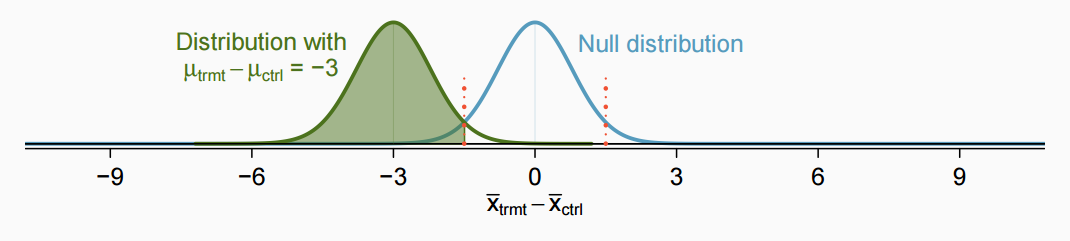 Distribution with
μtrmt − μctrl = −3
Null distribution
−9 −6 −3 0 3 6 9
x̄trmt − x̄ctrl